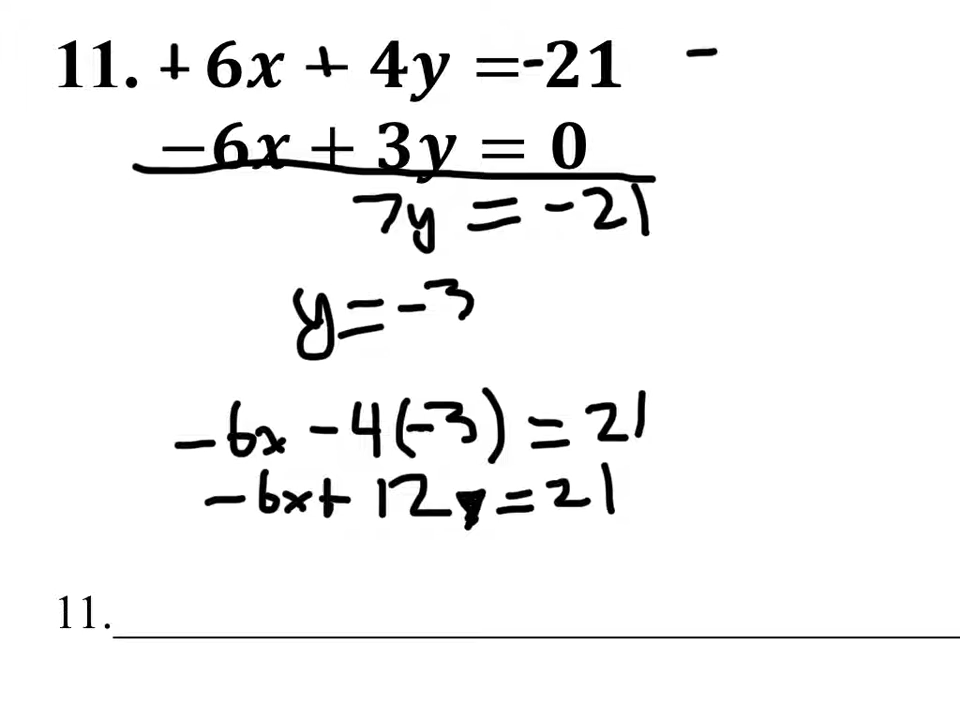 11. + 6x + 4y = -21 -
-6x + 3y = 0
7y = -21
y = -3
-6x - 4(-3) = 21
-6x + 12 = 21
11.